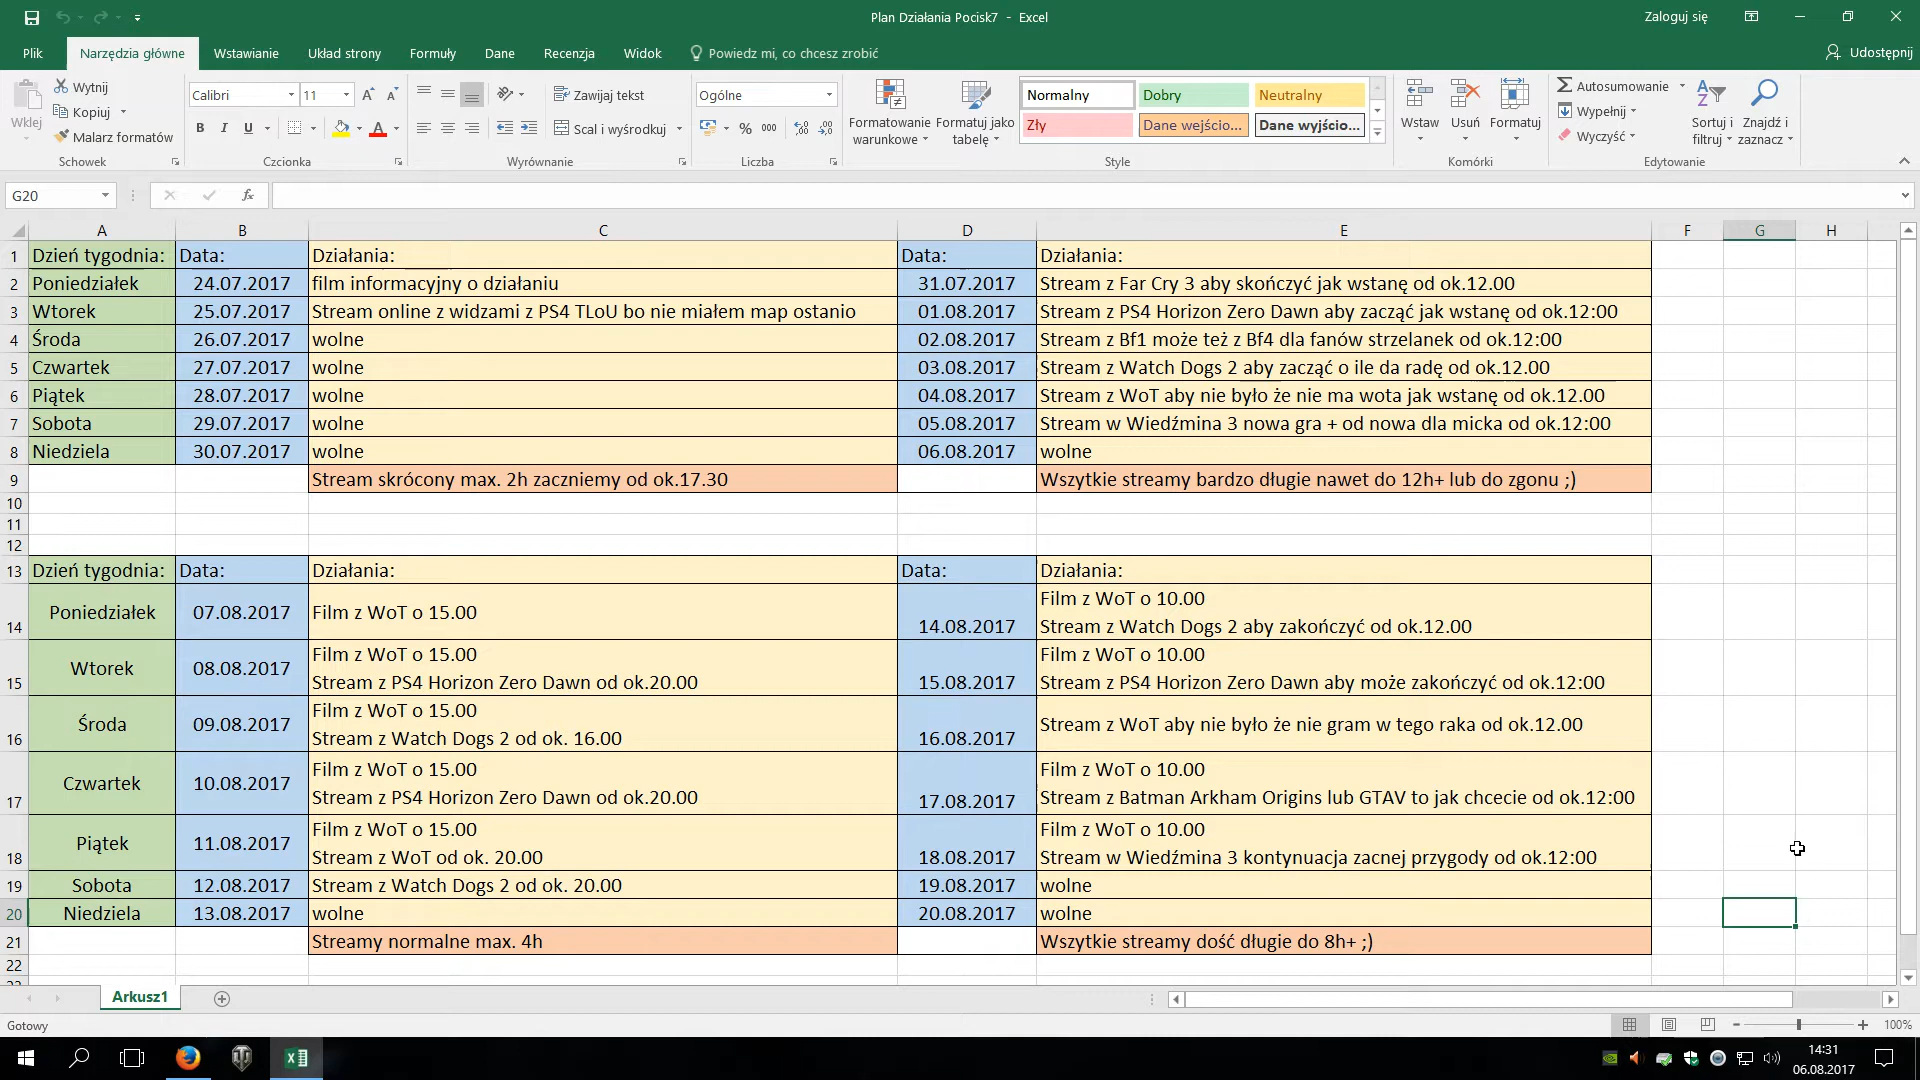 Plan Działania Pocisk7 - Excel
Zaloguj się
Plik Narzędzia główne Wstawianie Układ strony Formuły Dane Recenzja Widok Powiedz mi, co chcesz zrobić Udostępnij
Wklej
Wytnij
Kopiuj
Malarz formatów
Schowek
Calibri 11
B I U A
Czcionka
Zawijaj tekst
Scal i wyśrodkuj
Wyrównanie
Ogólne
% 000
Liczba
Formatowanie warunkowe
Formatuj jako tabelę
Normalny Dobry Neutralny
Zły Dane wejścio... Dane wyjścio...
Style
Wstaw Usuń Formatuj
Komórki
Autosumowanie
Wypełnij
Wyczyść
Sortuj i filtruj
Znajdź i zaznacz
Edytowanie
G20 fx
A B C D E F G H
1 Dzień tygodnia: Data: Działania: Data: Działania:
2 Poniedziałek 24.07.2017 film informacyjny o działaniu 31.07.2017 Stream z Far Cry 3 aby skończyć jak wstanę od ok.12.00
3 Wtorek 25.07.2017 Stream online z widzami z PS4 TLoU bo nie miałem map ostanio 01.08.2017 Stream z PS4 Horizon Zero Dawn aby zacząć jak wstanę od ok.12:00
4 Środa 26.07.2017 wolne 02.08.2017 Stream z Bf1 może też z Bf4 dla fanów strzelanek od ok.12:00
5 Czwartek 27.07.2017 wolne 03.08.2017 Stream z Watch Dogs 2 aby zacząć o ile da radę od ok.12.00
6 Piątek 28.07.2017 wolne 04.08.2017 Stream z WoT aby nie było że nie ma wota jak wstanę od ok.12.00
7 Sobota 29.07.2017 wolne 05.08.2017 Stream w Wiedźmina 3 nowa gra + od nowa dla micka od ok.12:00
8 Niedziela 30.07.2017 wolne 06.08.2017 wolne
9 Stream skrócony max. 2h zaczniemy od ok.17.30 Wszytkie streamy bardzo długie nawet do 12h+ lub do zgonu ;)
10
11
12
13 Dzień tygodnia: Data: Działania: Data: Działania:
14 Poniedziałek 07.08.2017 Film z WoT o 15.00 14.08.2017 Film z WoT o 10.00
Stream z Watch Dogs 2 aby zakończyć od ok.12.00
15 Wtorek 08.08.2017 Film z WoT o 15.00
Stream z PS4 Horizon Zero Dawn od ok.20.00
15.08.2017 Film z WoT o 10.00
Stream z PS4 Horizon Zero Dawn aby może zakończyć od ok.12:00
16 Środa 09.08.2017 Film z WoT o 15.00
Stream z Watch Dogs 2 od ok. 16.00
16.08.2017 Stream z WoT aby nie było że nie gram w tego raka od ok.12.00
17 Czwartek 10.08.2017 Film z WoT o 15.00
Stream z PS4 Horizon Zero Dawn od ok.20.00
17.08.2017 Film z WoT o 10.00
Stream z Batman Arkham Origins lub GTAV to jak chcecie od ok.12:00
18 Piątek 11.08.2017 Film z WoT o 15.00
Stream z WoT od ok. 20.00
18.08.2017 Film z WoT o 10.00
Stream w Wiedźmina 3 kontynuacja zacnej przygody od ok.12:00
19 Sobota 12.08.2017 Stream z Watch Dogs 2 od ok. 20.00 19.08.2017 wolne
20 Niedziela 13.08.2017 wolne 20.08.2017 wolne
21 Streamy normalne max. 4h Wszytkie streamy dość długie do 8h+ ;)
22
Arkusz1
Gotowy 100%
14:31
06.08.2017